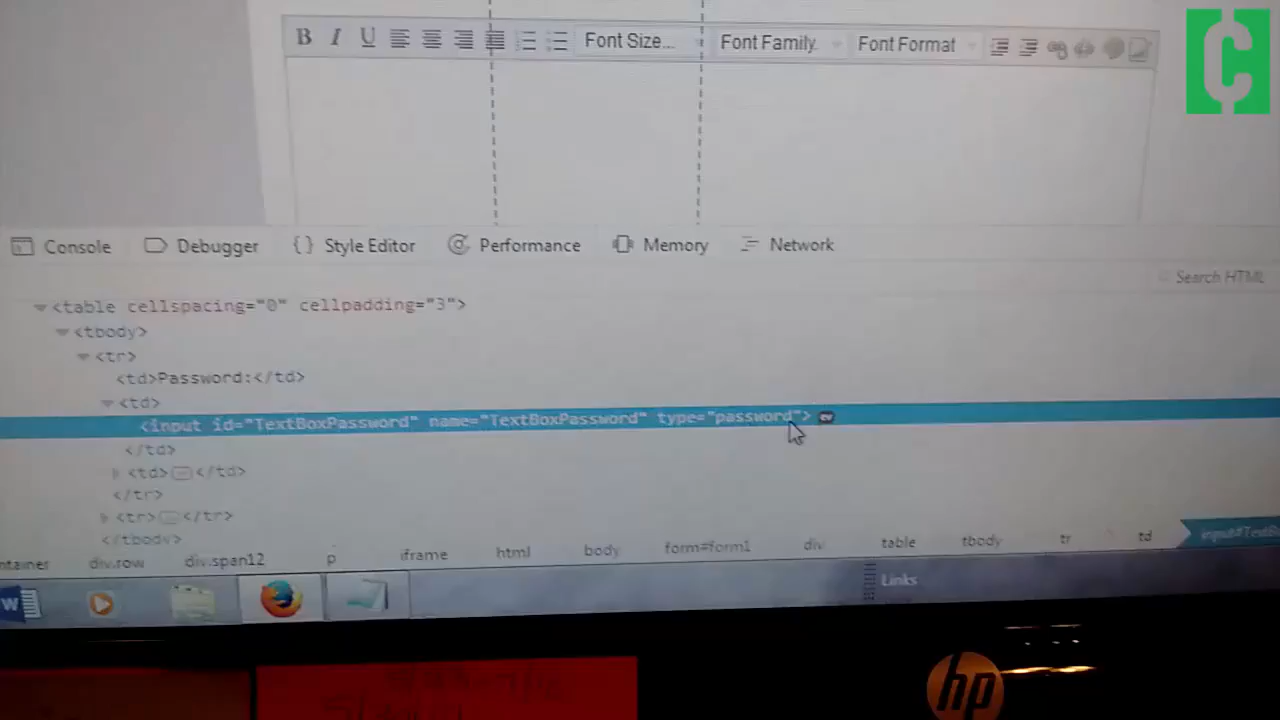 B I U Font Size... Font Family. Font Format
Console Debugger { } Style Editor Performance Memory Network
Search HTML
<table cellspacing="0" cellpadding="3">
<tbody>
<tr>
<td>Password:</td>
<td>
<input id="TextBoxPassword" name="TextBoxPassword" type="password"> ev
</td>
<td></td>
</tr>
<tr></tr>
</tbody>
ntainer div.row div.span12 p iframe html body form#form1 div table tbody tr td
W Links
hp